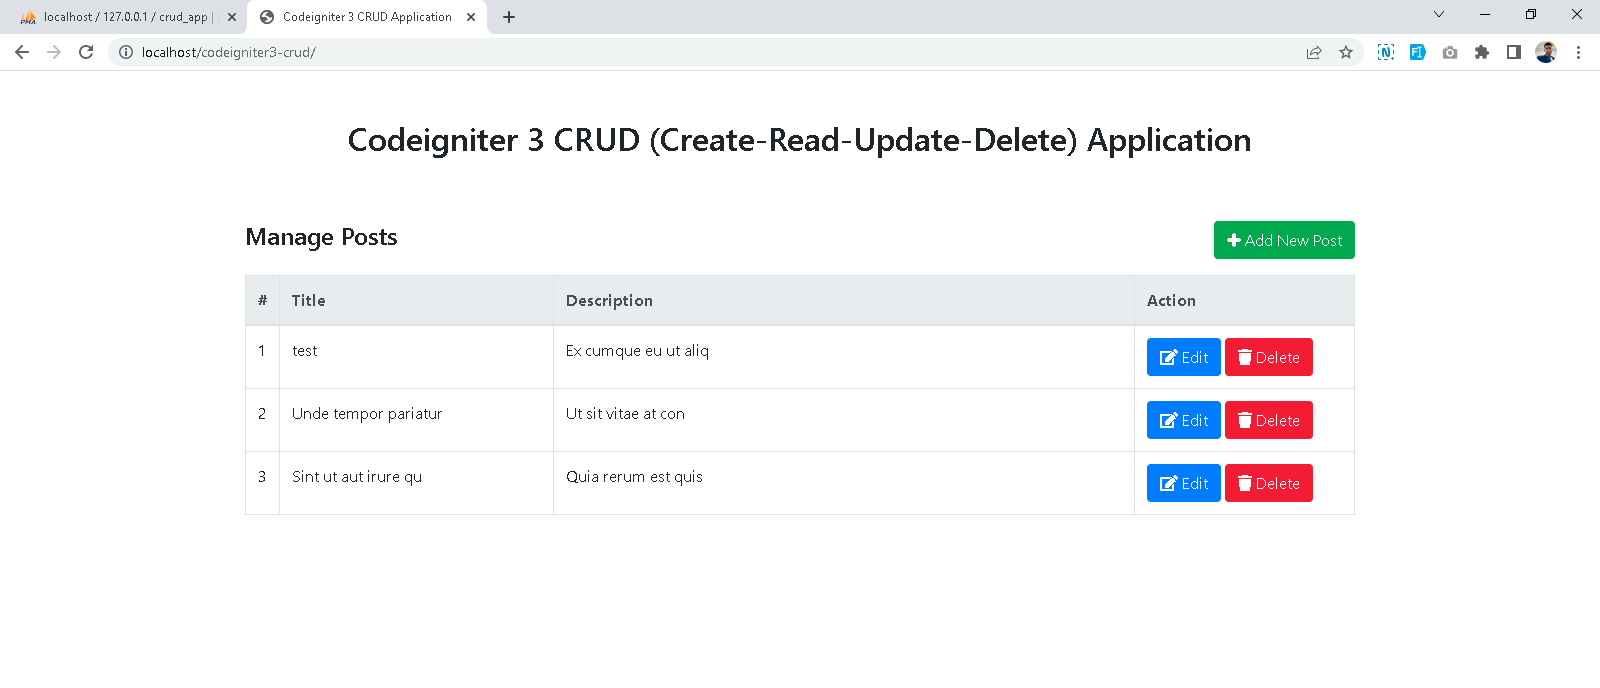 localhost / 127.0.0.1 / crud_app |
Codeigniter 3 CRUD Application
localhost/codeigniter3-crud/
Codeigniter 3 CRUD (Create-Read-Update-Delete) Application
Manage Posts
Add New Post
# Title Description Action
1 test Ex cumque eu ut aliq Edit Delete
2 Unde tempor pariatur Ut sit vitae at con Edit Delete
3 Sint ut aut irure qu Quia rerum est quis Edit Delete